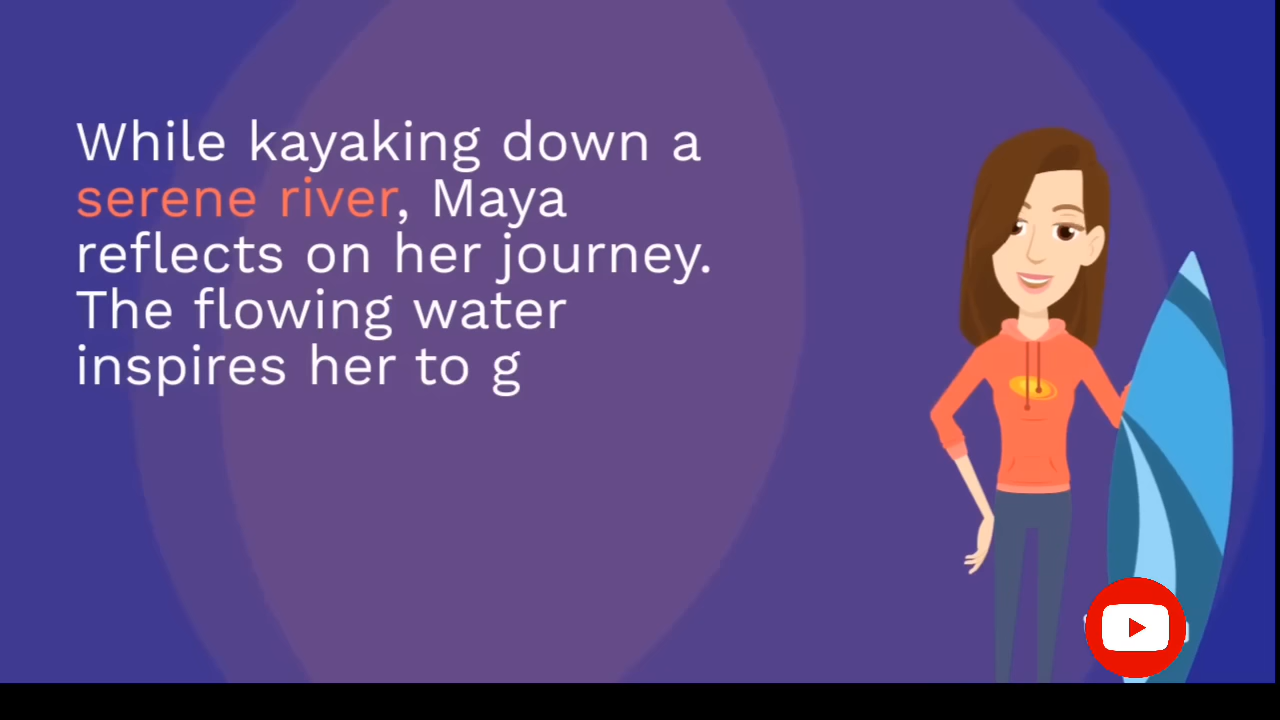 While kayaking down a
serene river, Maya
reflects on her journey.
The flowing water
inspires her to g